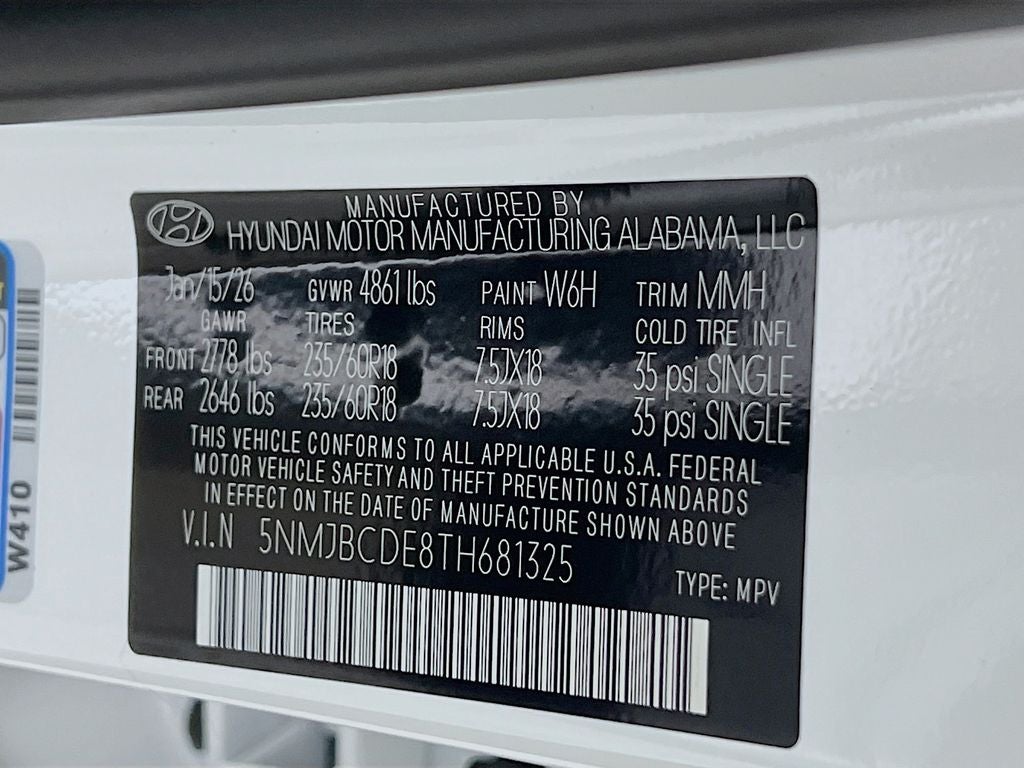 MANUFACTURED BY
HYUNDAI MOTOR MANUFACTURING ALABAMA, LLC
Jan/15/26 GVWR 4861 lbs PAINT W6H TRIM MMH
GAWR TIRES RIMS COLD TIRE INFL
FRONT 2778 lbs 235/60R18 7.5JX18 35 psi SINGLE
REAR 2646 lbs 235/60R18 7.5JX18 35 psi SINGLE
THIS VEHICLE CONFORMS TO ALL APPLICABLE U.S.A. FEDERAL
MOTOR VEHICLE SAFETY AND THEFT PREVENTION STANDARDS
IN EFFECT ON THE DATE OF MANUFACTURE SHOWN ABOVE
V.I.N 5NMJBCDE8TH681325
TYPE: MPV
W410